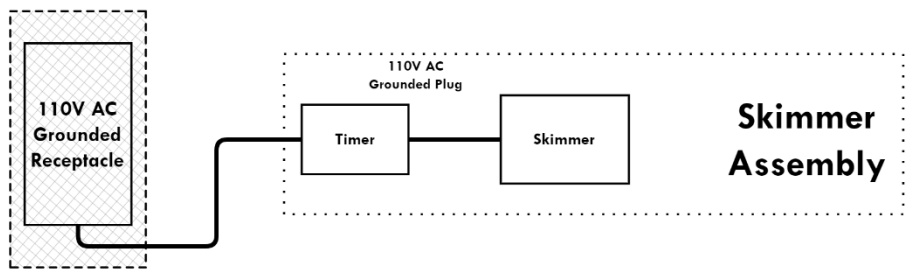 110V AC
Grounded
Receptacle
Timer
110V AC
Grounded Plug
Skimmer
Skimmer
Assembly